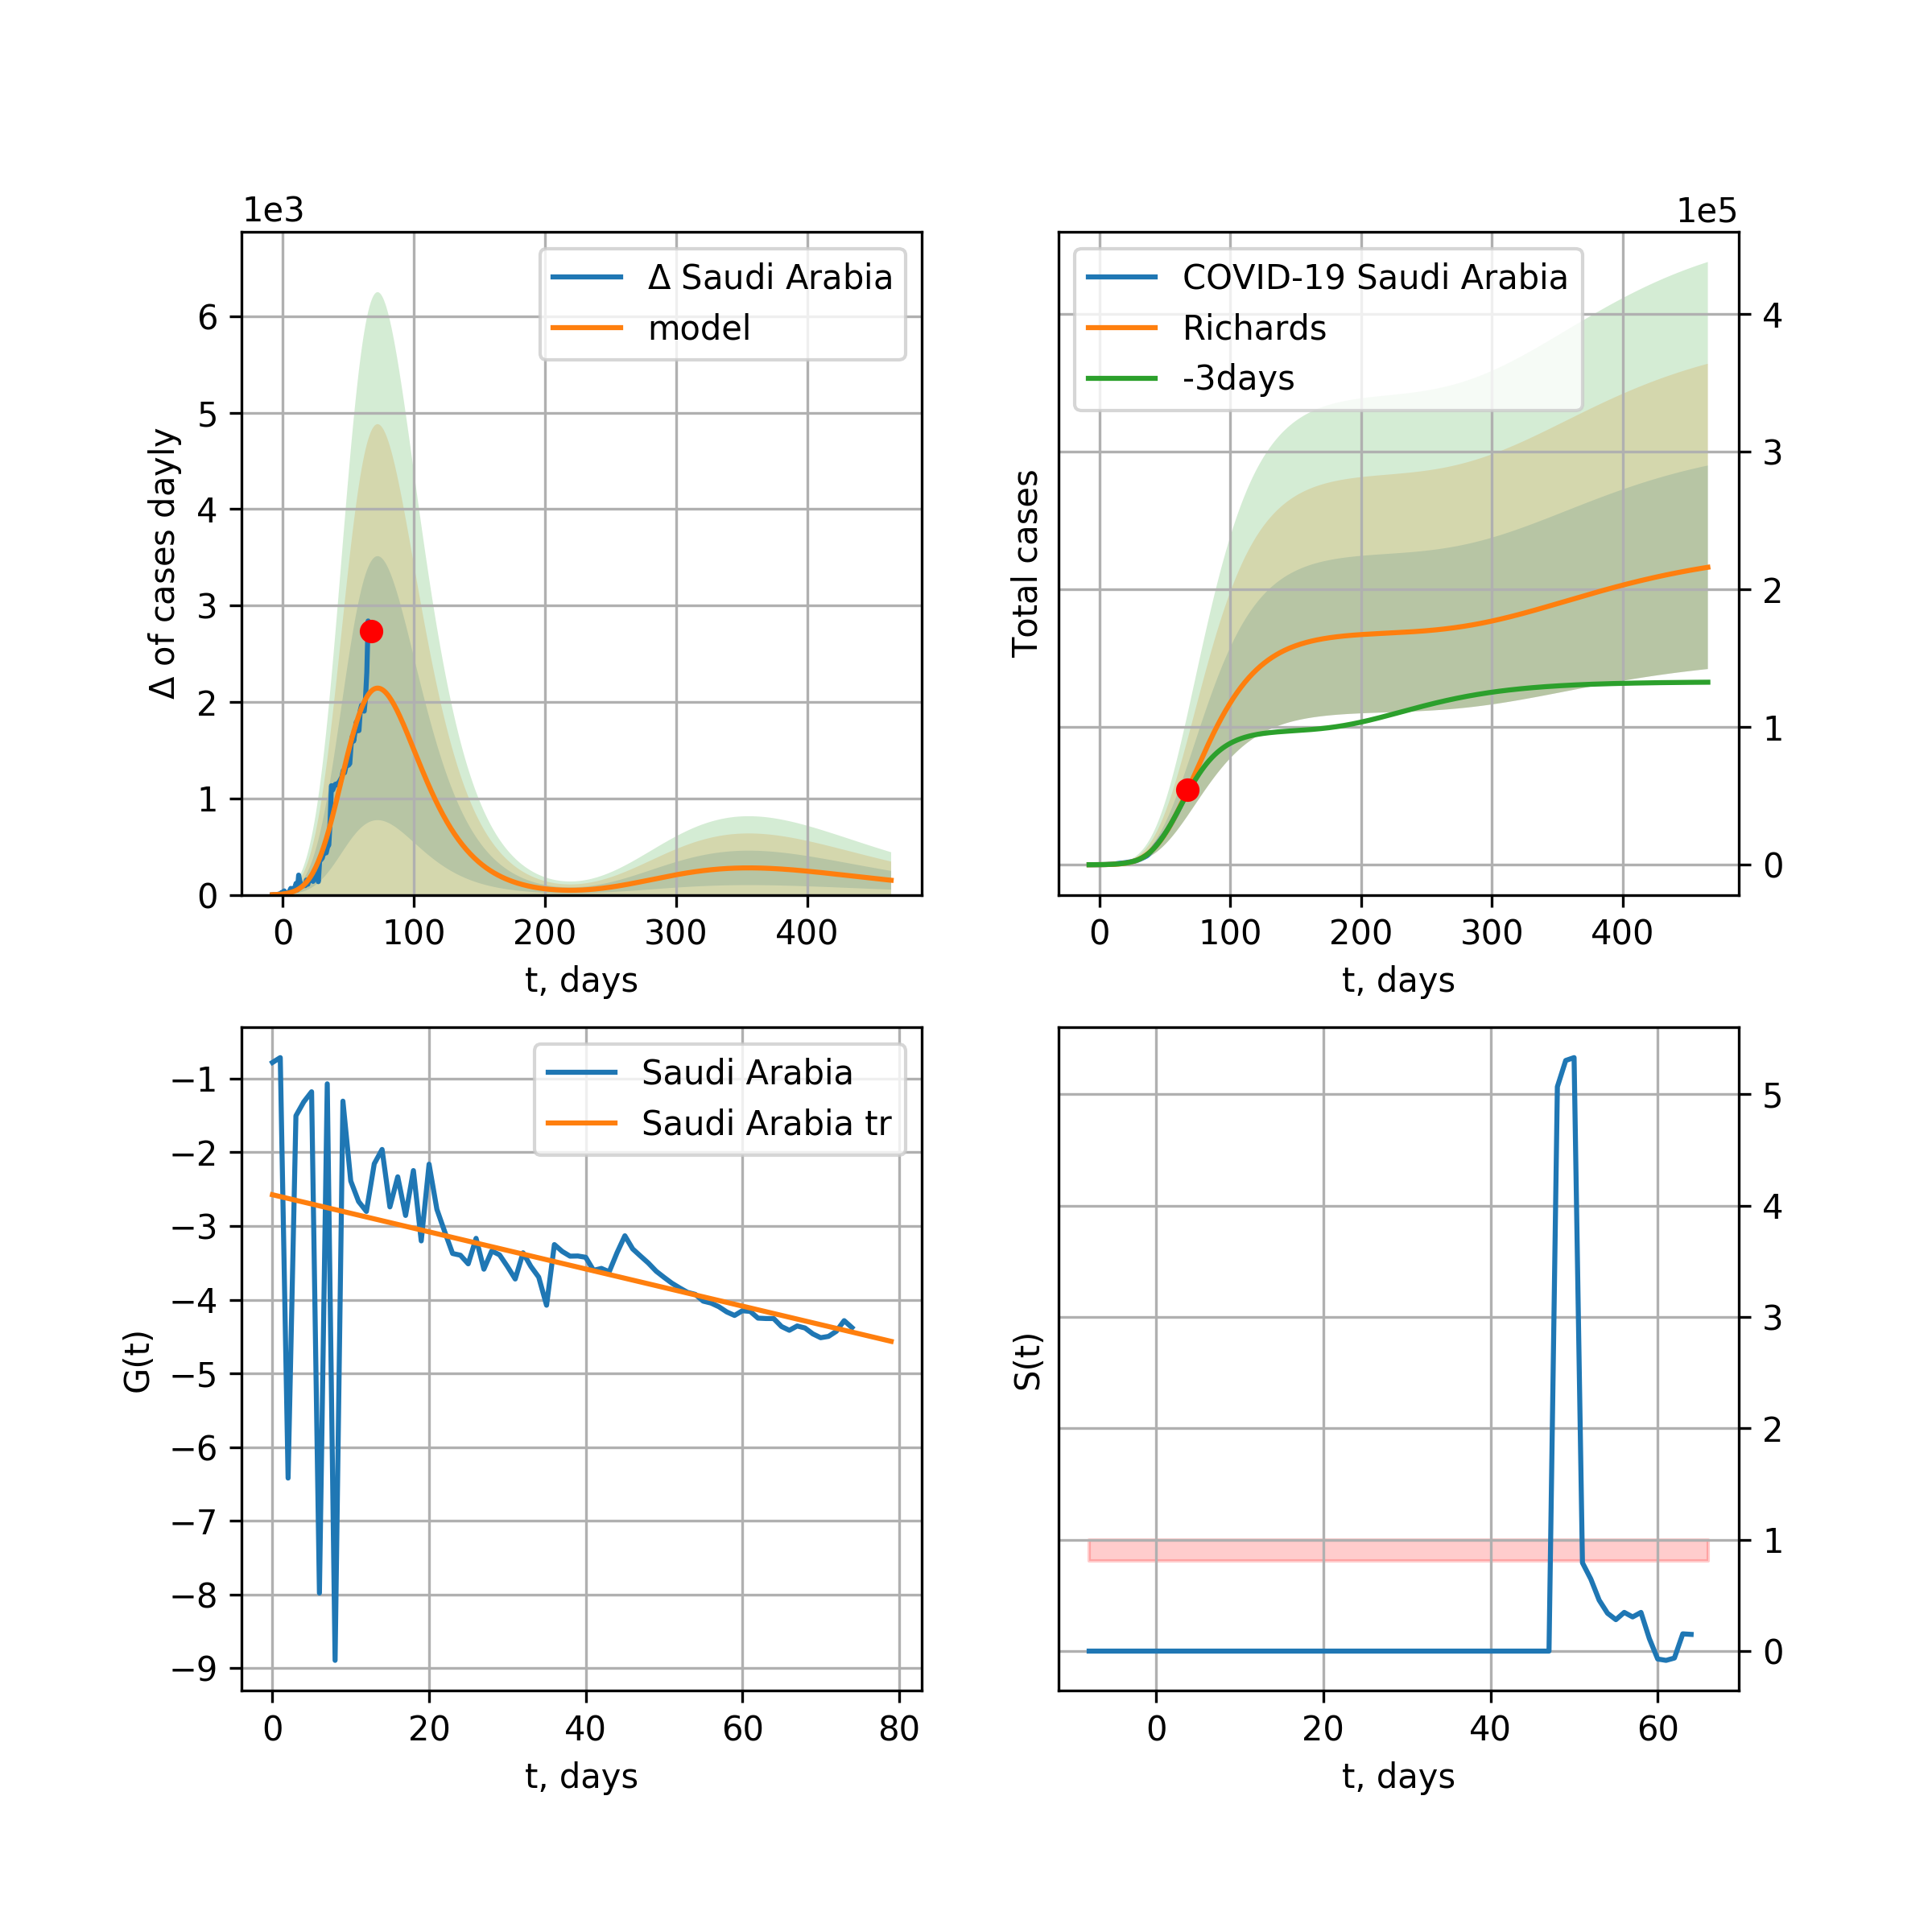 1e3
Δ of cases dayly
6
5
4
3
2
1
0
Δ Saudi Arabia
model
0 100 200 300 400
t, days
1e5
Total cases
COVID-19 Saudi Arabia
Richards
-3days
4
3
2
1
0
0 100 200 300 400
t, days
G(t)
−1
−2
−3
−4
−5
−6
−7
−8
−9
Saudi Arabia
Saudi Arabia tr
0 20 40 60 80
t, days
S(t)
5
4
3
2
1
0
0 20 40 60
t, days